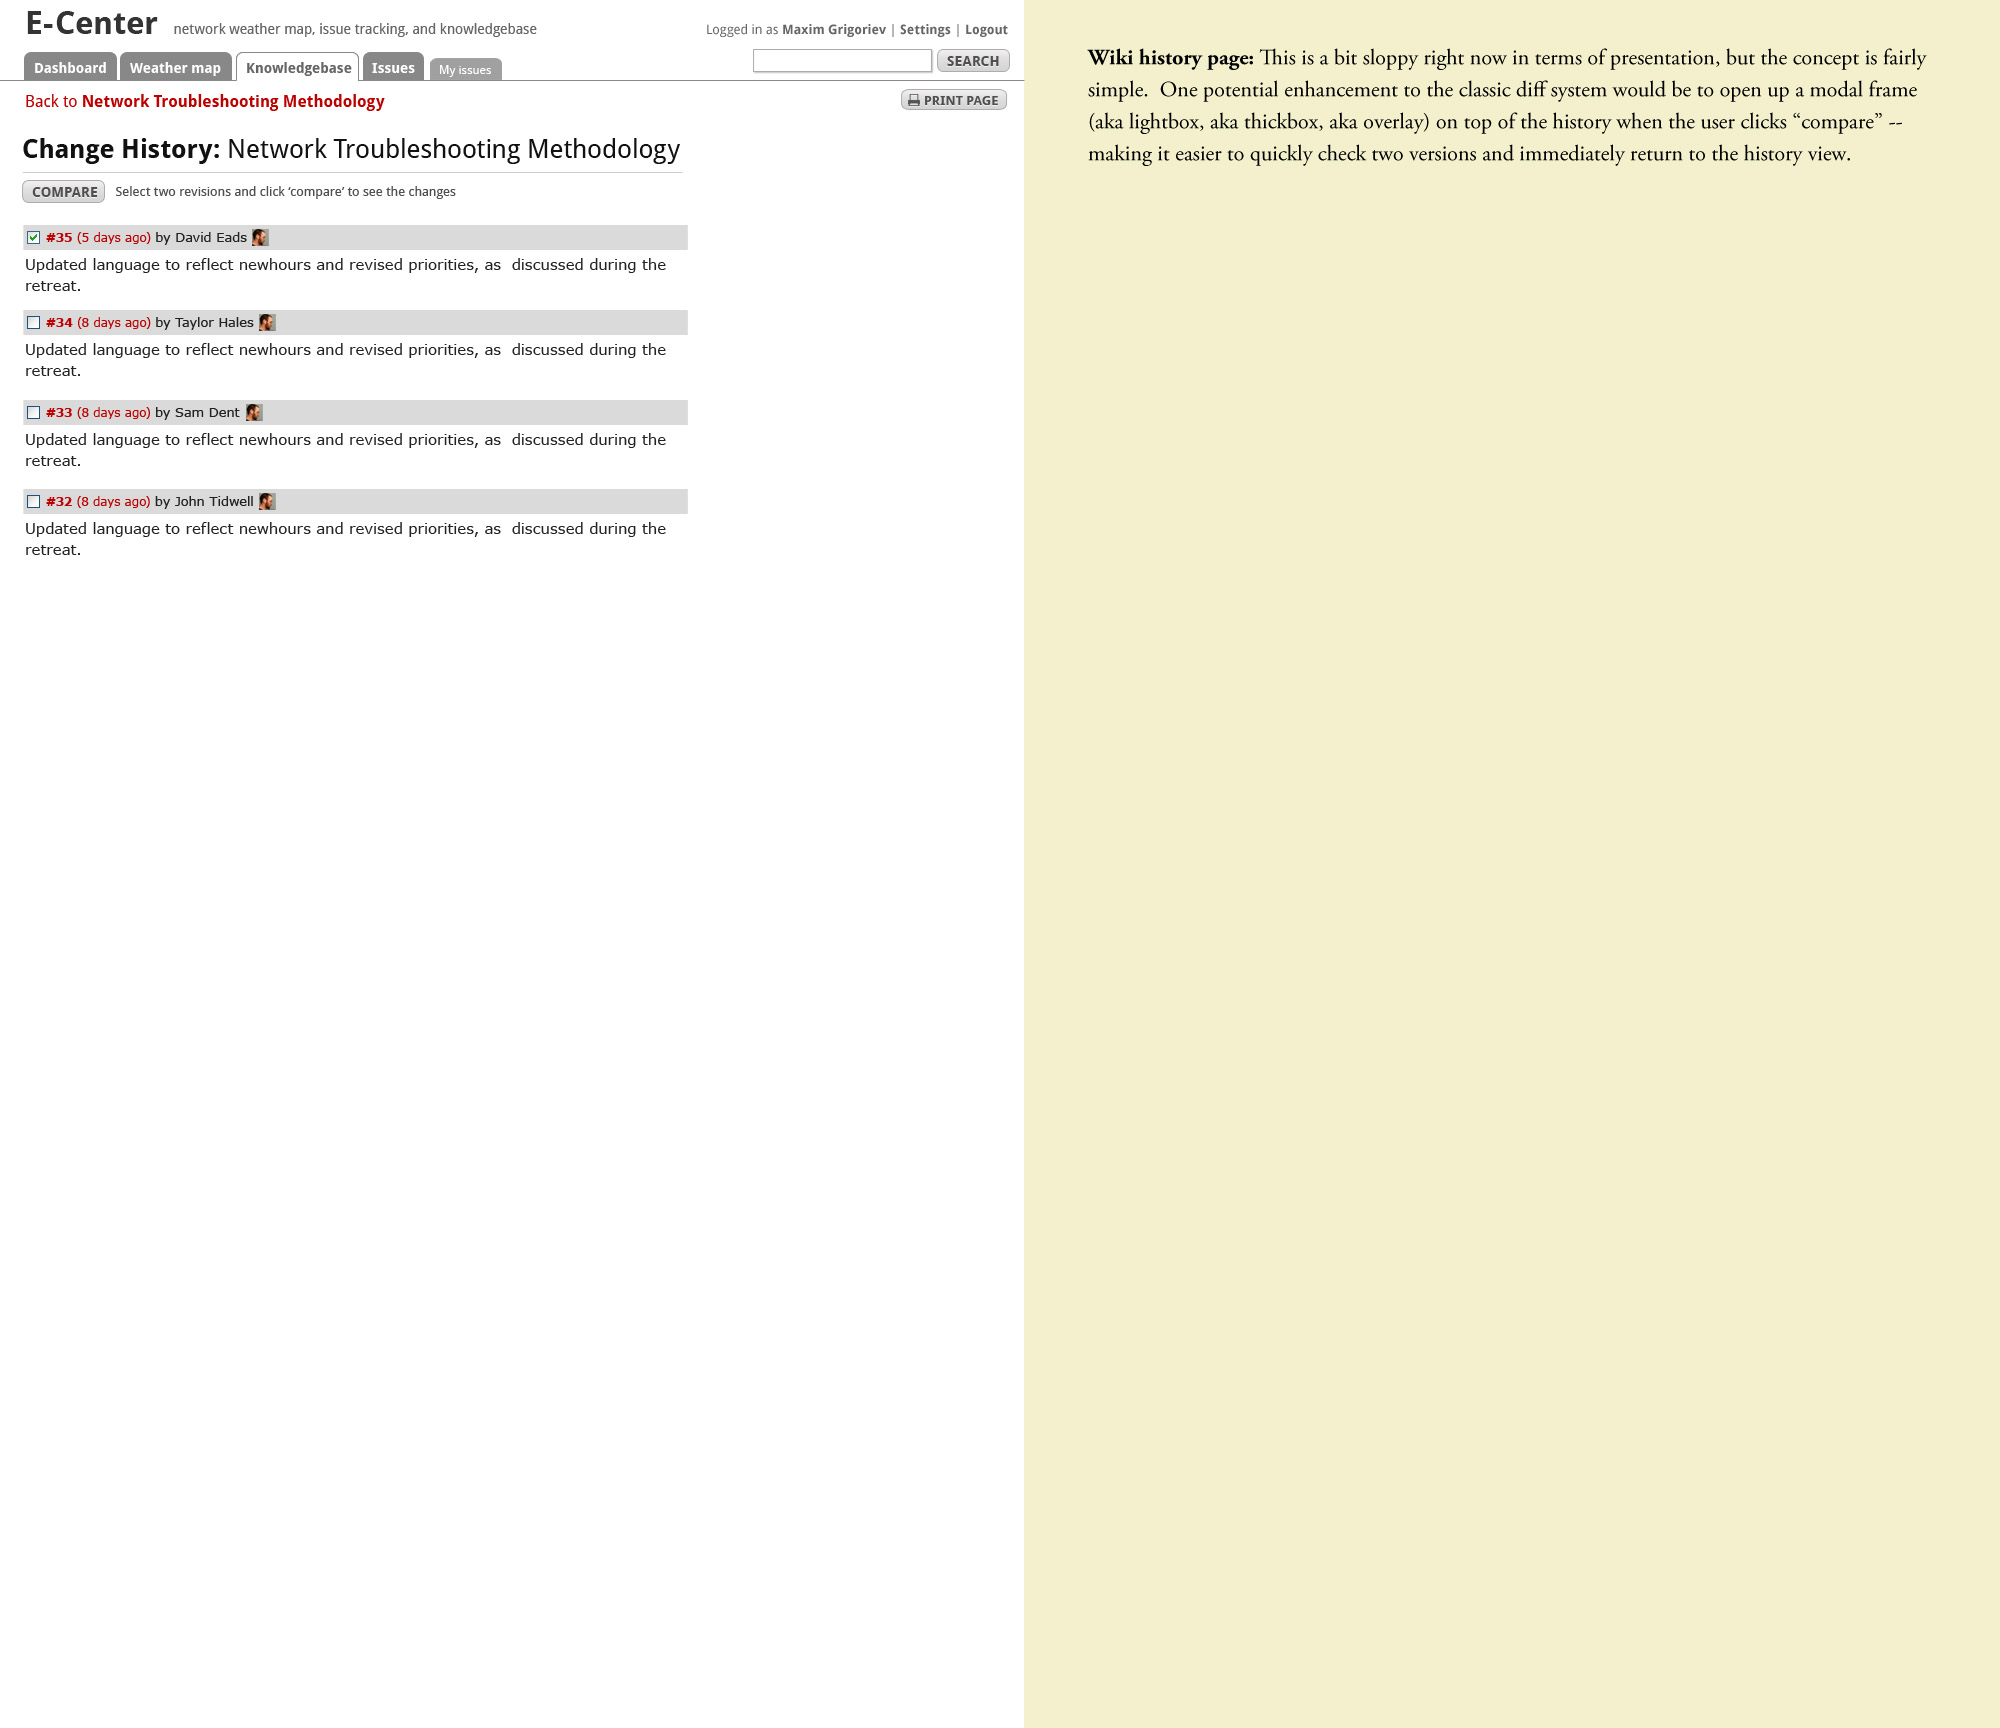 E-Center network weather map, issue tracking, and knowledgebase
Logged in as Maxim Grigoriev | Settings | Logout
Dashboard Weather map Knowledgebase Issues My issues
SEARCH
Back to Network Troubleshooting Methodology
PRINT PAGE
Change History: Network Troubleshooting Methodology
COMPARE Select two revisions and click ‘compare’ to see the changes
#35 (5 days ago) by David Eads
Updated language to reflect newhours and revised priorities, as  discussed during the
retreat.
#34 (8 days ago) by Taylor Hales
Updated language to reflect newhours and revised priorities, as  discussed during the
retreat.
#33 (8 days ago) by Sam Dent
Updated language to reflect newhours and revised priorities, as  discussed during the
retreat.
#32 (8 days ago) by John Tidwell
Updated language to reflect newhours and revised priorities, as  discussed during the
retreat.
Wiki history page: This is a bit sloppy right now in terms of presentation, but the concept is fairly
simple.  One potential enhancement to the classic diff system would be to open up a modal frame
(aka lightbox, aka thickbox, aka overlay) on top of the history when the user clicks “compare” --
making it easier to quickly check two versions and immediately return to the history view.